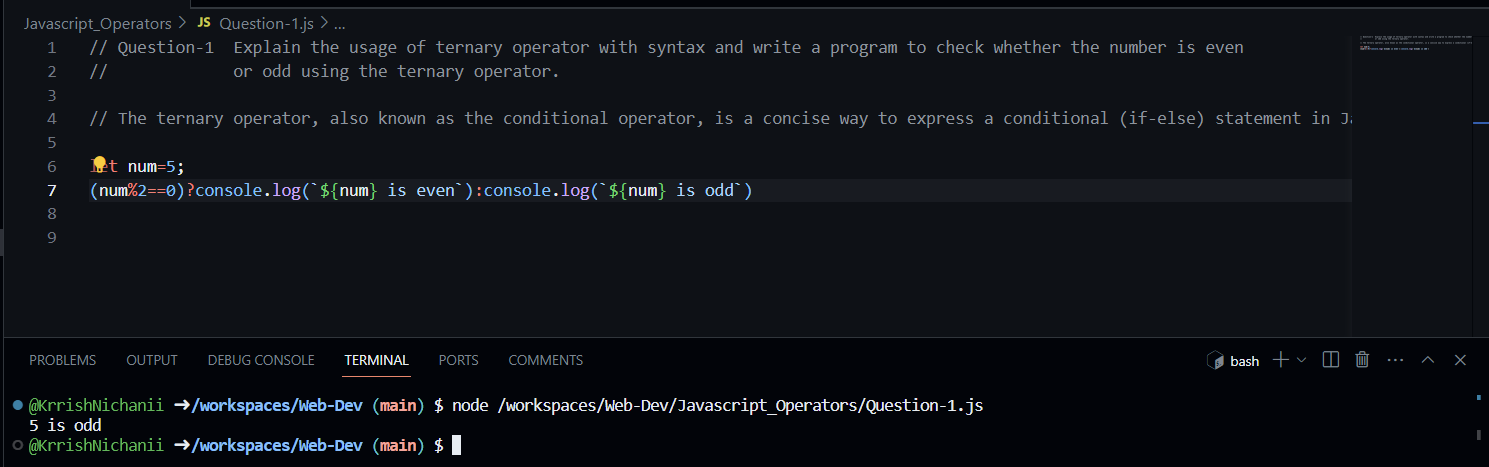 Javascript_Operators > JS Question-1.js > ...
1 // Question-1  Explain the usage of ternary operator with syntax and write a program to check whether the number is even
2 //             or odd using the ternary operator.
3
4 // The ternary operator, also known as the conditional operator, is a concise way to express a conditional (if-else) statement in
5
6 let num=5;
7 (num%2==0)?console.log(`${num} is even`):console.log(`${num} is odd`)
8
9
PROBLEMS OUTPUT DEBUG CONSOLE TERMINAL PORTS COMMENTS bash
@KrrishNichanii ➜/workspaces/Web-Dev (main) $ node /workspaces/Web-Dev/Javascript_Operators/Question-1.js
5 is odd
@KrrishNichanii ➜/workspaces/Web-Dev (main) $